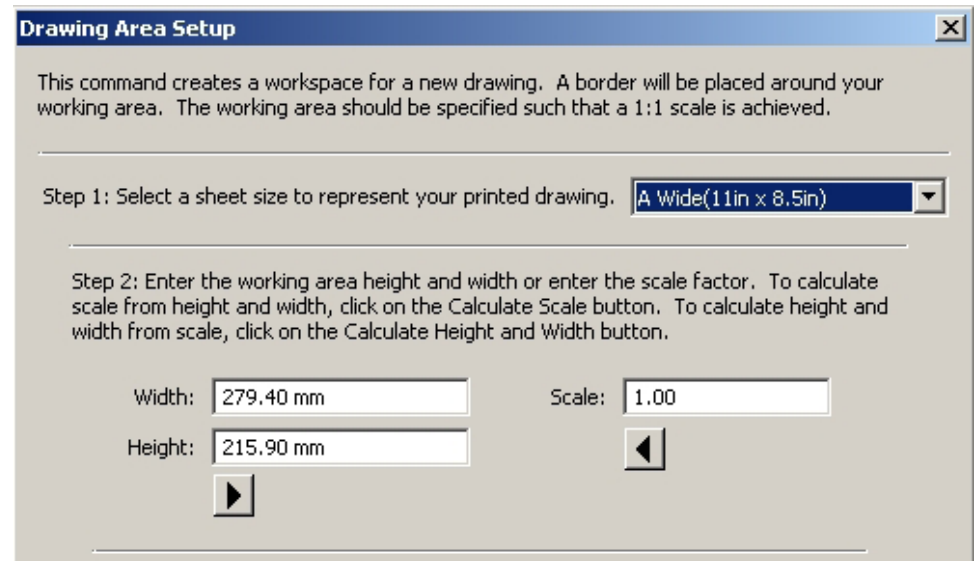 Drawing Area Setup
This command creates a workspace for a new drawing. A border will be placed around your
working area. The working area should be specified such that a 1:1 scale is achieved.
Step 1: Select a sheet size to represent your printed drawing. A Wide(11in x 8.5in)
Step 2: Enter the working area height and width or enter the scale factor. To calculate
scale from height and width, click on the Calculate Scale button. To calculate height and
width from scale, click on the Calculate Height and Width button.
Width: 279.40 mm Scale: 1.00
Height: 215.90 mm